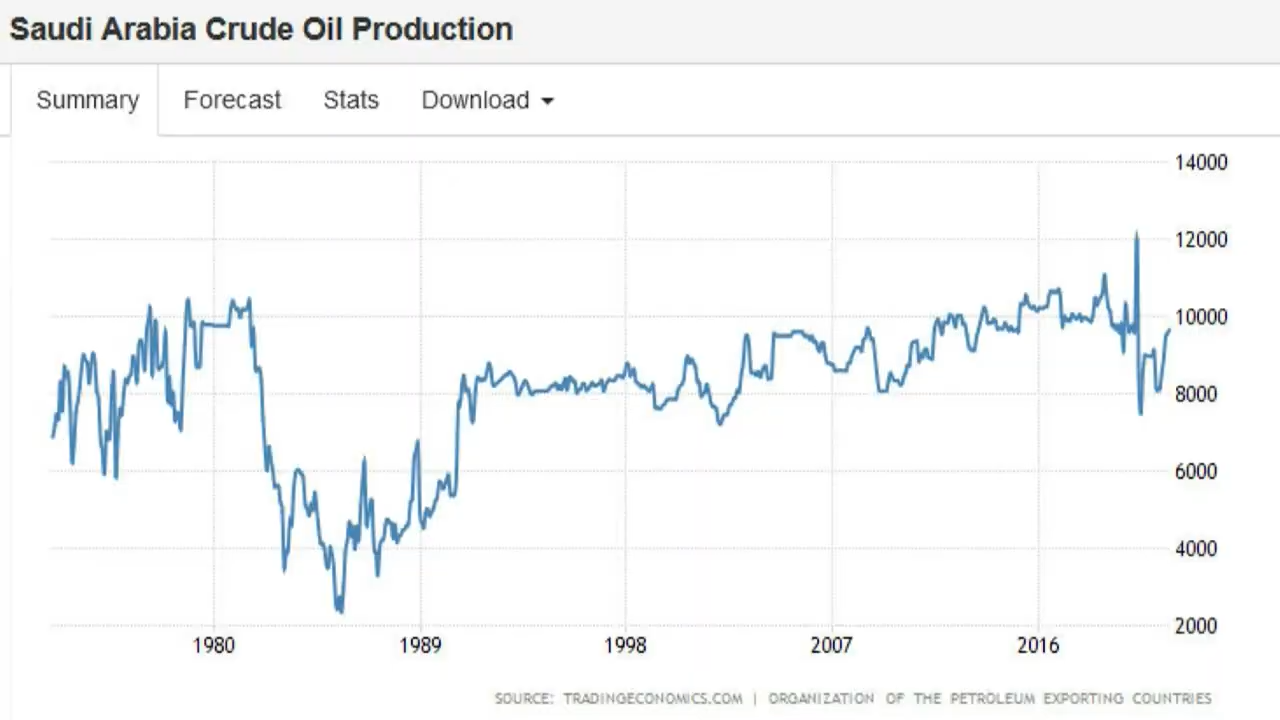 Saudi Arabia Crude Oil Production
Summary Forecast Stats Download
14000
12000
10000
8000
6000
4000
2000
1980 1989 1998 2007 2016
SOURCE: TRADINGECONOMICS.COM | ORGANIZATION OF THE PETROLEUM EXPORTING COUNTRIES